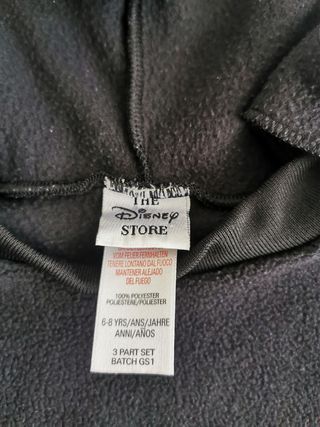 THE
Disney
STORE
VOM FEUER FERNHALTEN
TENERE LONTANO DAL FUOCO
MANTENER ALEJADO
DEL FUEGO
100% POLYESTER
POLIESTERE/POLIESTER
6-8 YRS/ANS/JAHRE
ANNI/AÑOS
3 PART SET
BATCH GS1